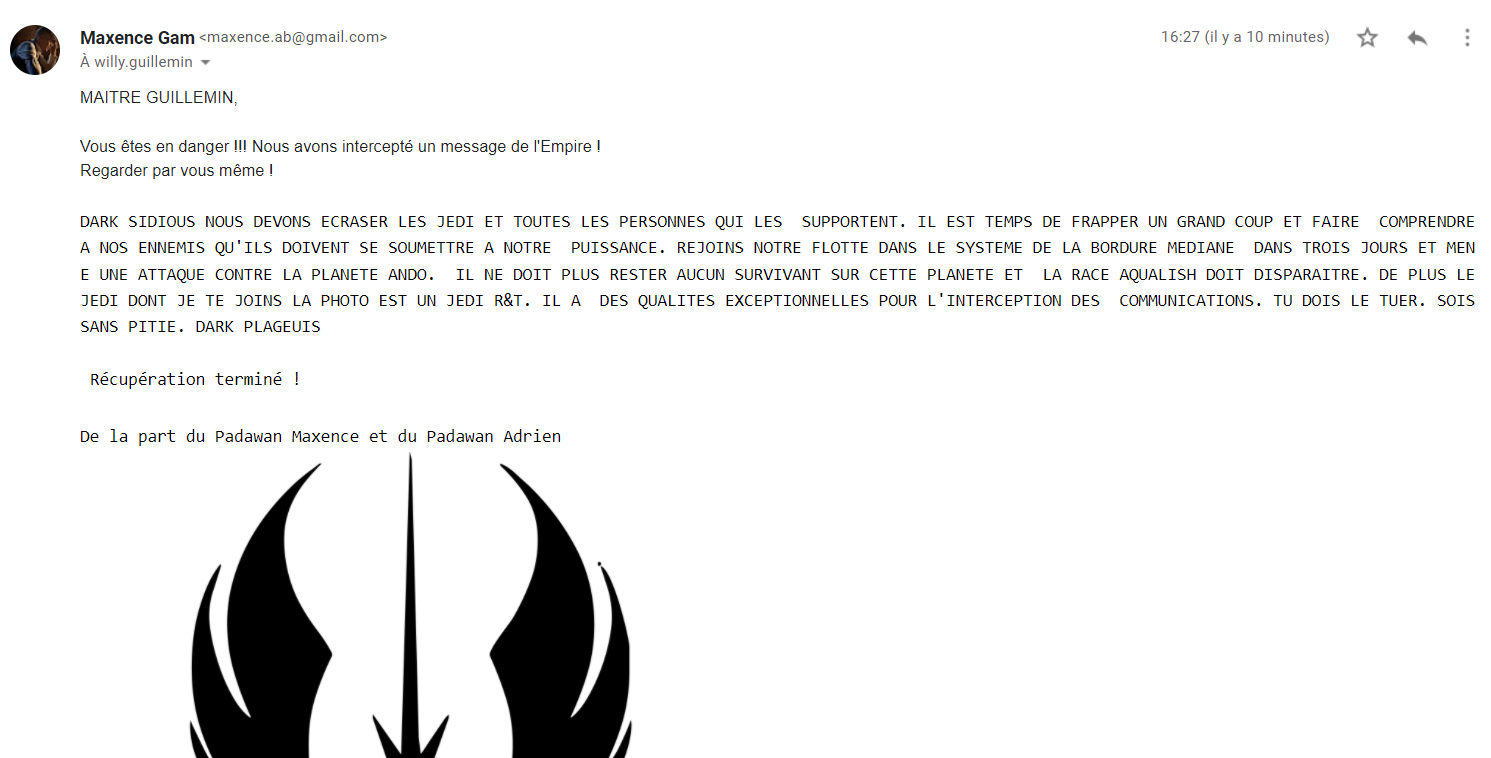 Maxence Gam <maxence.ab@gmail.com>
16:27 (il y a 10 minutes)
À willy.guillemin
MAITRE GUILLEMIN,
Vous êtes en danger !!! Nous avons intercepté un message de l'Empire !
Regarder par vous même !
DARK SIDIOUS NOUS DEVONS ECRASER LES JEDI ET TOUTES LES PERSONNES QUI LES  SUPPORTENT. IL EST TEMPS DE FRAPPER UN GRAND COUP ET FAIRE  COMPRENDRE
A NOS ENNEMIS QU'ILS DOIVENT SE SOUMETTRE A NOTRE  PUISSANCE. REJOINS NOTRE FLOTTE DANS LE SYSTEME DE LA BORDURE MEDIANE  DANS TROIS JOURS ET MEN
E UNE ATTAQUE CONTRE LA PLANETE ANDO.  IL NE DOIT PLUS RESTER AUCUN SURVIVANT SUR CETTE PLANETE ET  LA RACE AQUALISH DOIT DISPARAITRE. DE PLUS LE
JEDI DONT JE TE JOINS LA PHOTO EST UN JEDI R&T. IL A  DES QUALITES EXCEPTIONNELLES POUR L'INTERCEPTION DES  COMMUNICATIONS. TU DOIS LE TUER. SOIS
SANS PITIE. DARK PLAGEUIS
Récupération terminé !
De la part du Padawan Maxence et du Padawan Adrien